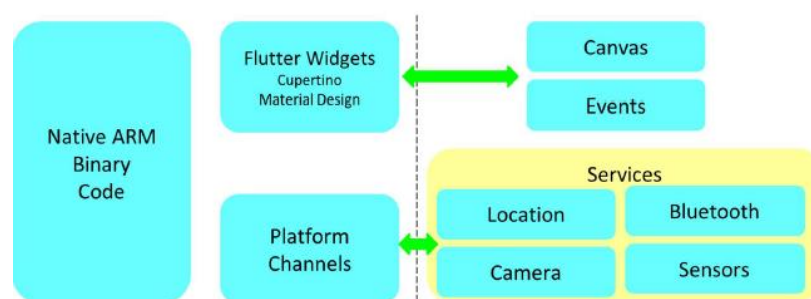 Native ARM
Binary
Code
Flutter Widgets
Cupertino
Material Design
Platform
Channels
Canvas
Events
Services
Location
Bluetooth
Camera
Sensors